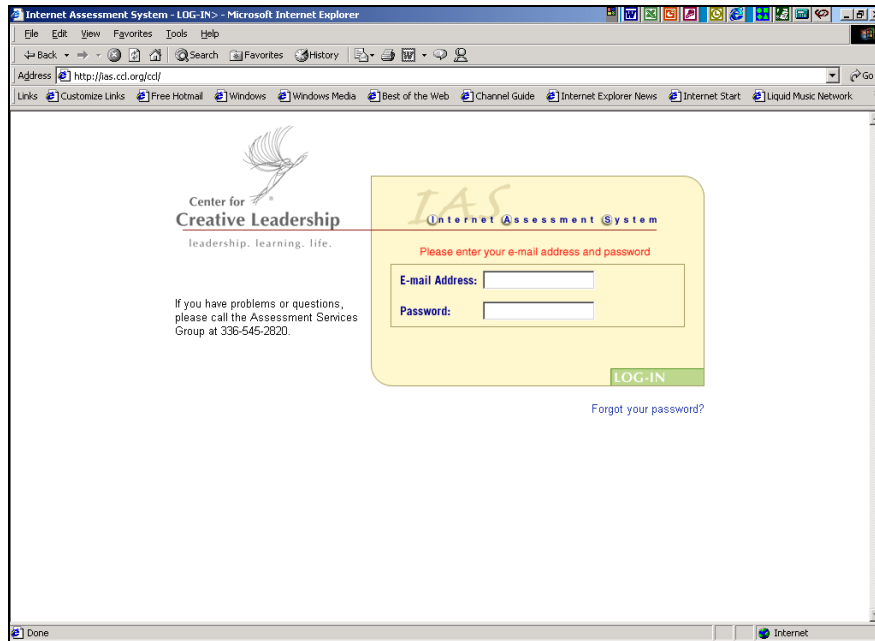 Internet Assessment System - LOG-IN> - Microsoft Internet Explorer
File Edit View Favorites Tools Help
Back Search Favorites History
Address http://ias.ccl.org/ccl/ Go
Links Customize Links Free Hotmail Windows Windows Media Best of the Web Channel Guide Internet Explorer News Internet Start Liquid Music Network
Center for
Creative Leadership
leadership. learning. life.
If you have problems or questions,
please call the Assessment Services
Group at 336-545-2820.
IAS
Internet Assessment System
Please enter your e-mail address and password
E-mail Address:
Password:
LOG-IN
Forgot your password?
Done Internet